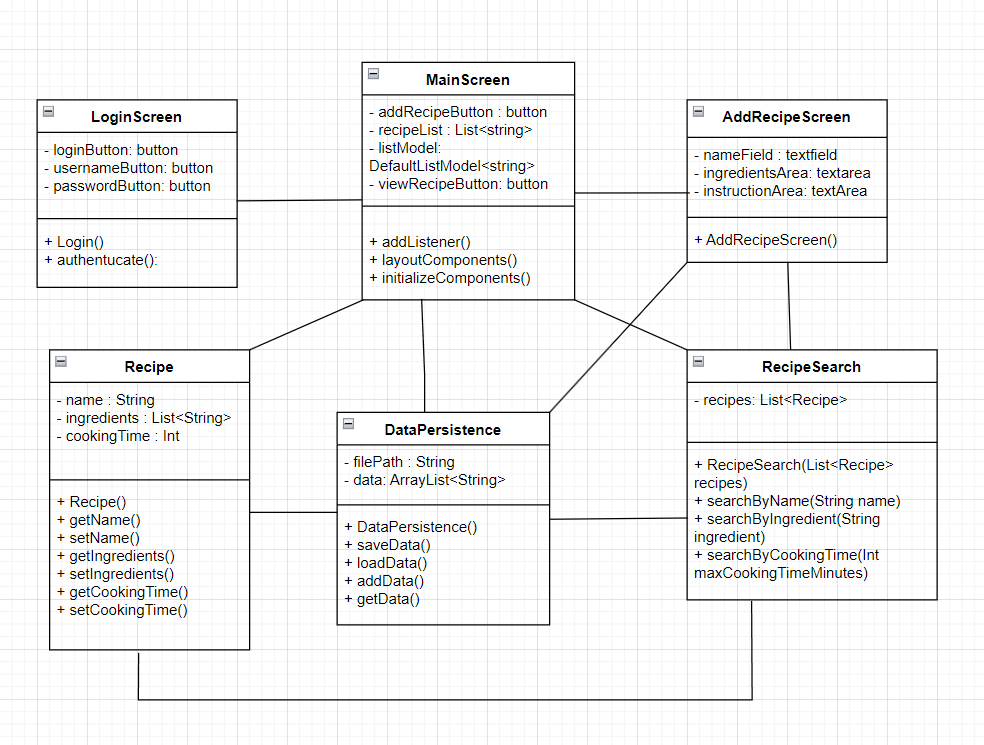 LoginScreen
- loginButton: button
- usernameButton: button
- passwordButton: button
+ Login()
+ authentucate():
MainScreen
- addRecipeButton : button
- recipeList : List<string>
- listModel:
DefaultListModel<string>
- viewRecipeButton: button
+ addListener()
+ layoutComponents()
+ initializeComponents()
AddRecipeScreen
- nameField : textfield
- ingredientsArea: textarea
- instructionArea: textArea
+ AddRecipeScreen()
Recipe
- name : String
- ingredients : List<String>
- cookingTime : Int
+ Recipe()
+ getName()
+ setName()
+ getIngredients()
+ setIngredients()
+ getCookingTime()
+ setCookingTime()
DataPersistence
- filePath : String
- data: ArrayList<String>
+ DataPersistence()
+ saveData()
+ loadData()
+ addData()
+ getData()
RecipeSearch
- recipes: List<Recipe>
+ RecipeSearch(List<Recipe>
recipes)
+ searchByName(String name)
+ searchByIngredient(String
ingredient)
+ searchByCookingTime(Int
maxCookingTimeMinutes)